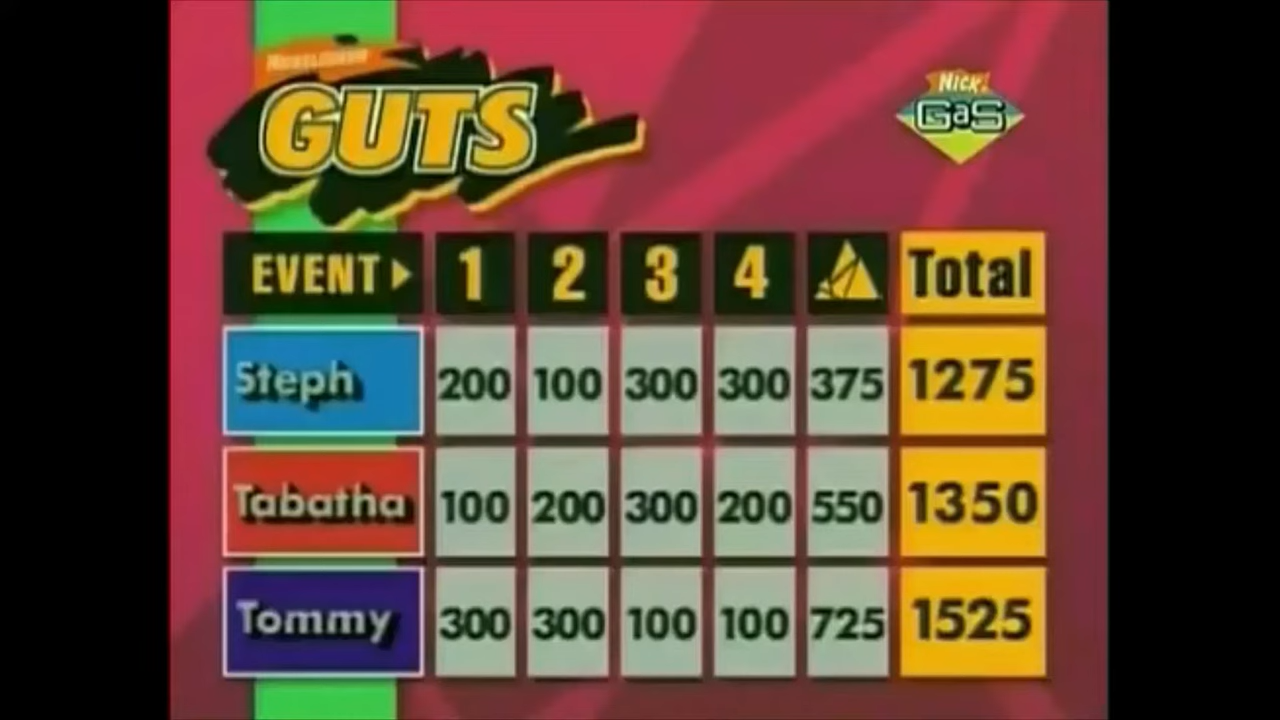 NICKELODEON
GUTS
NICK
GaS
EVENT 1 2 3 4 Total
Steph 200 100 300 300 375 1275
Tabatha 100 200 300 200 550 1350
Tommy 300 300 100 100 725 1525